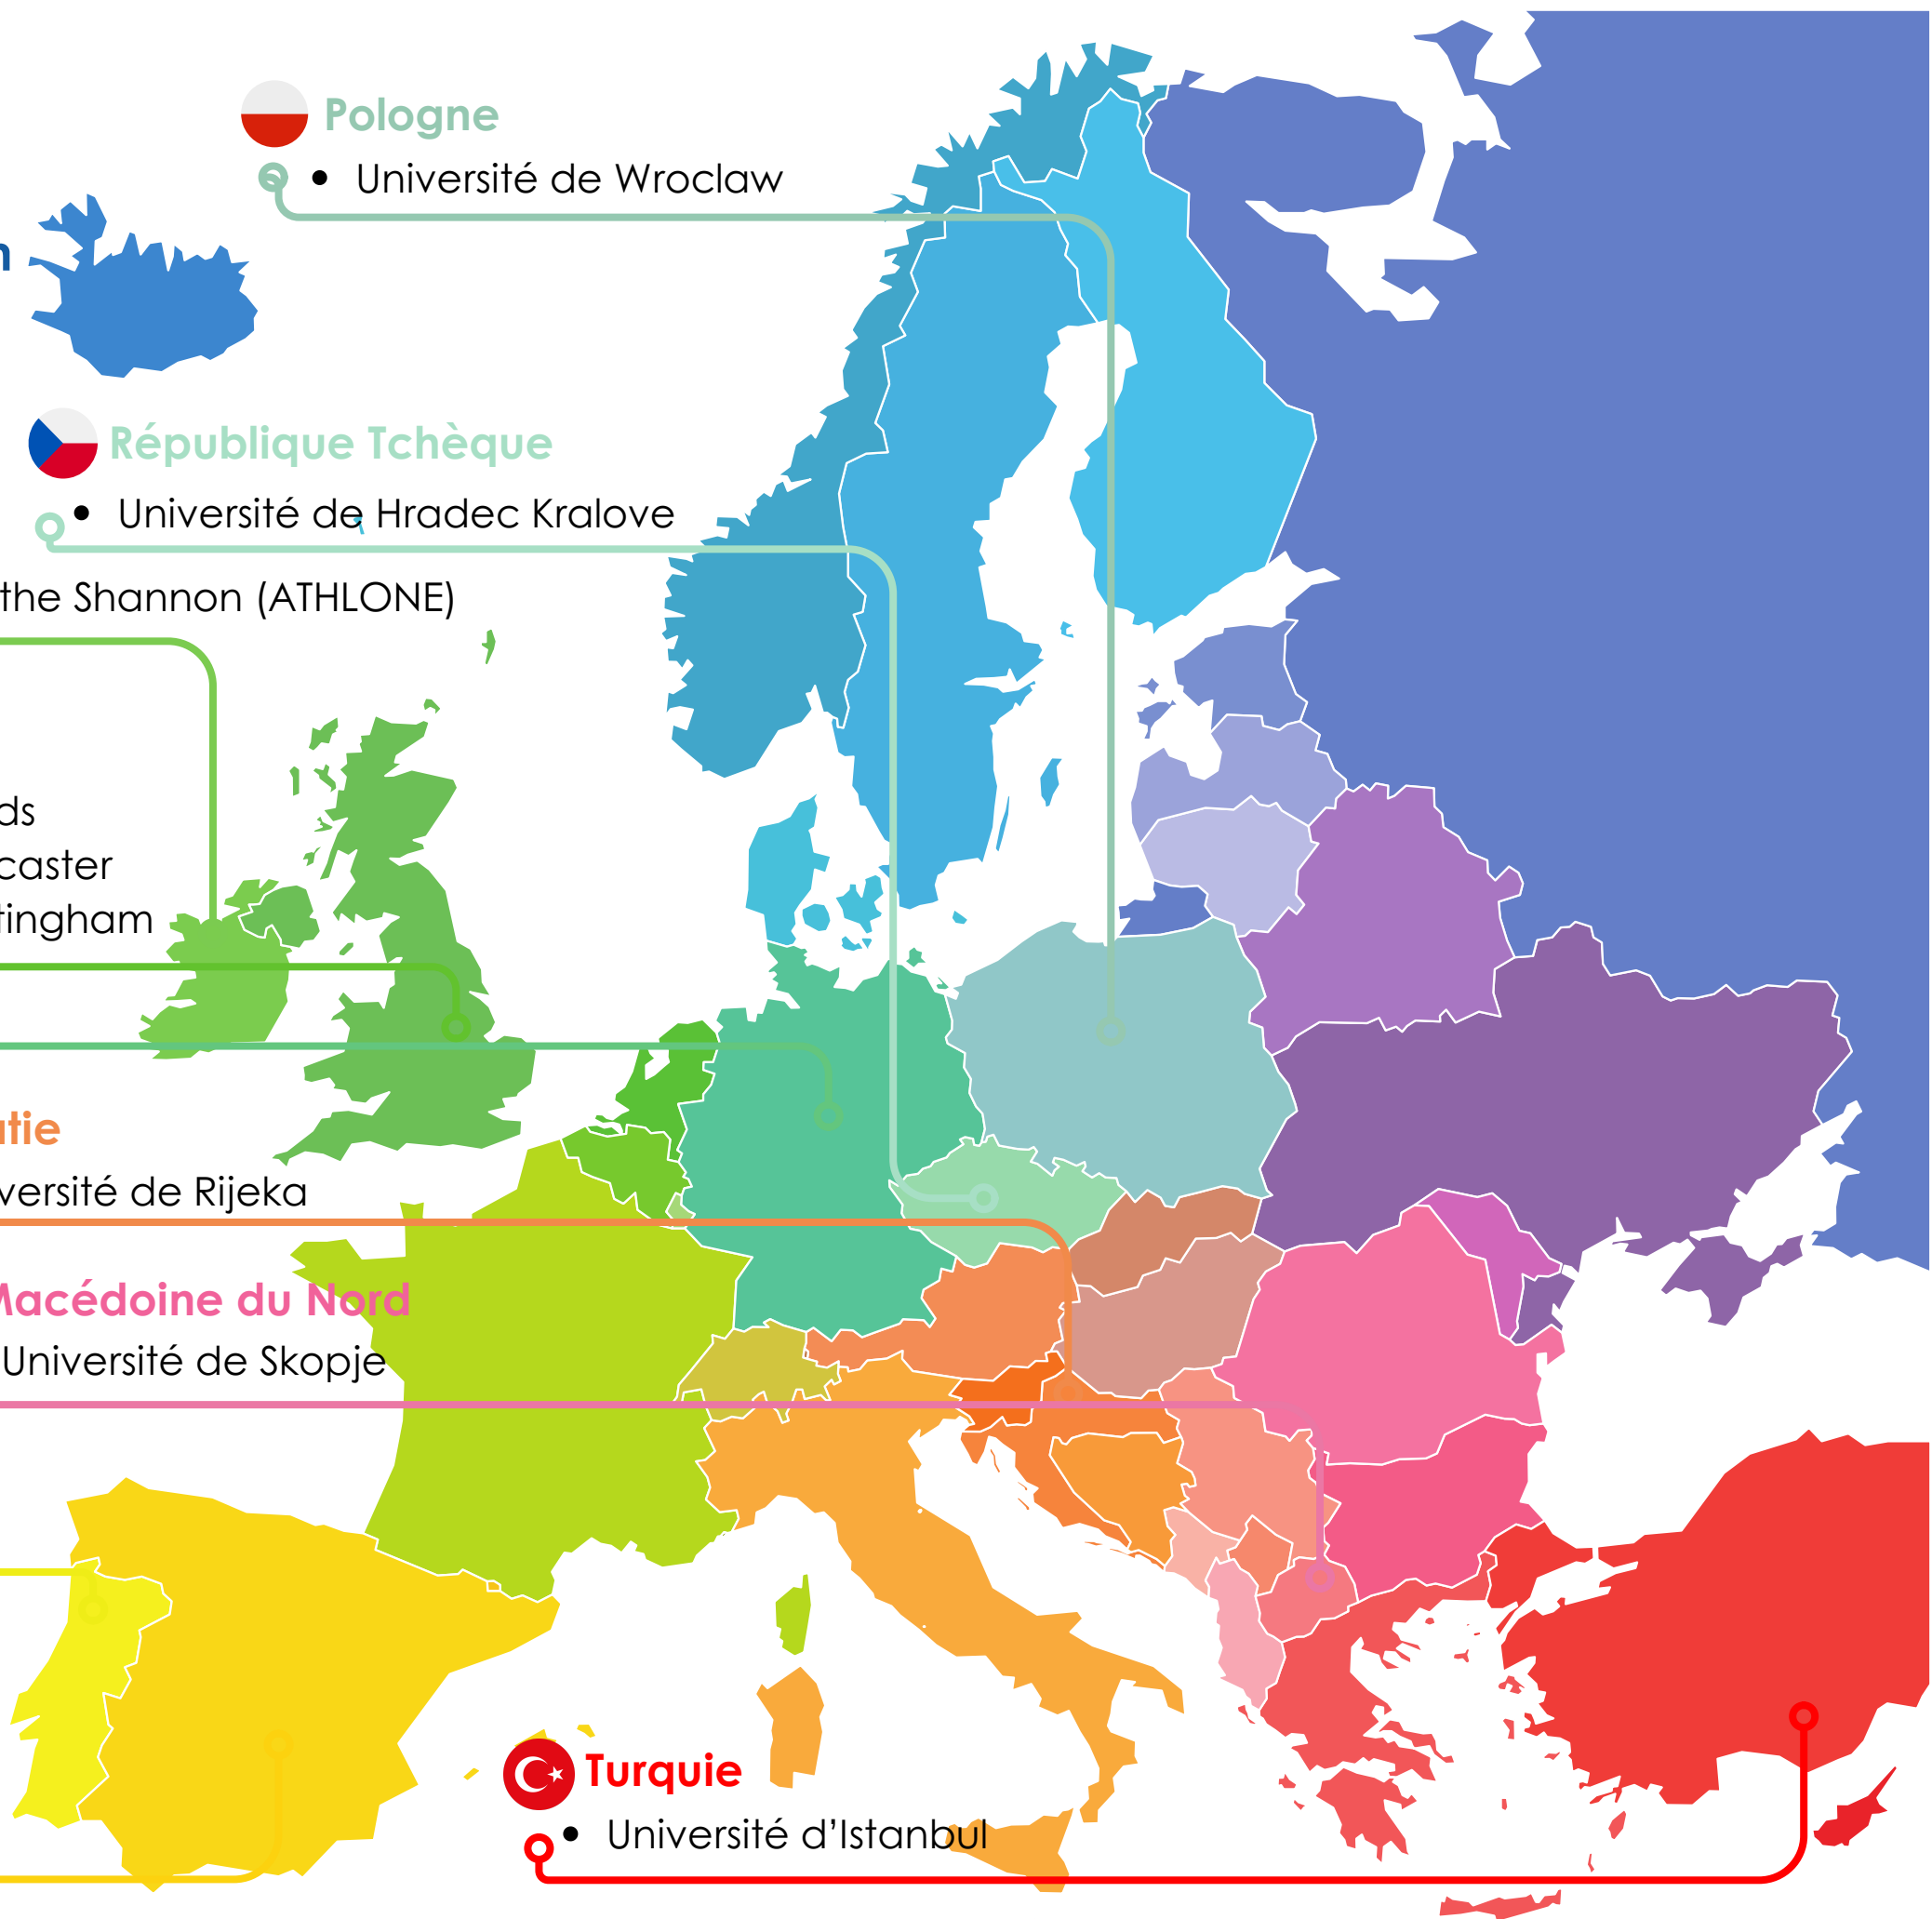 Pologne
• Université de Wroclaw
République Tchèque
• Université de Hradec Kralove
the Shannon (ATHLONE)
ds
caster
tingham
atie
versité de Rijeka
Macédoine du Nord
Université de Skopje
Turquie
• Université d’Istanbul